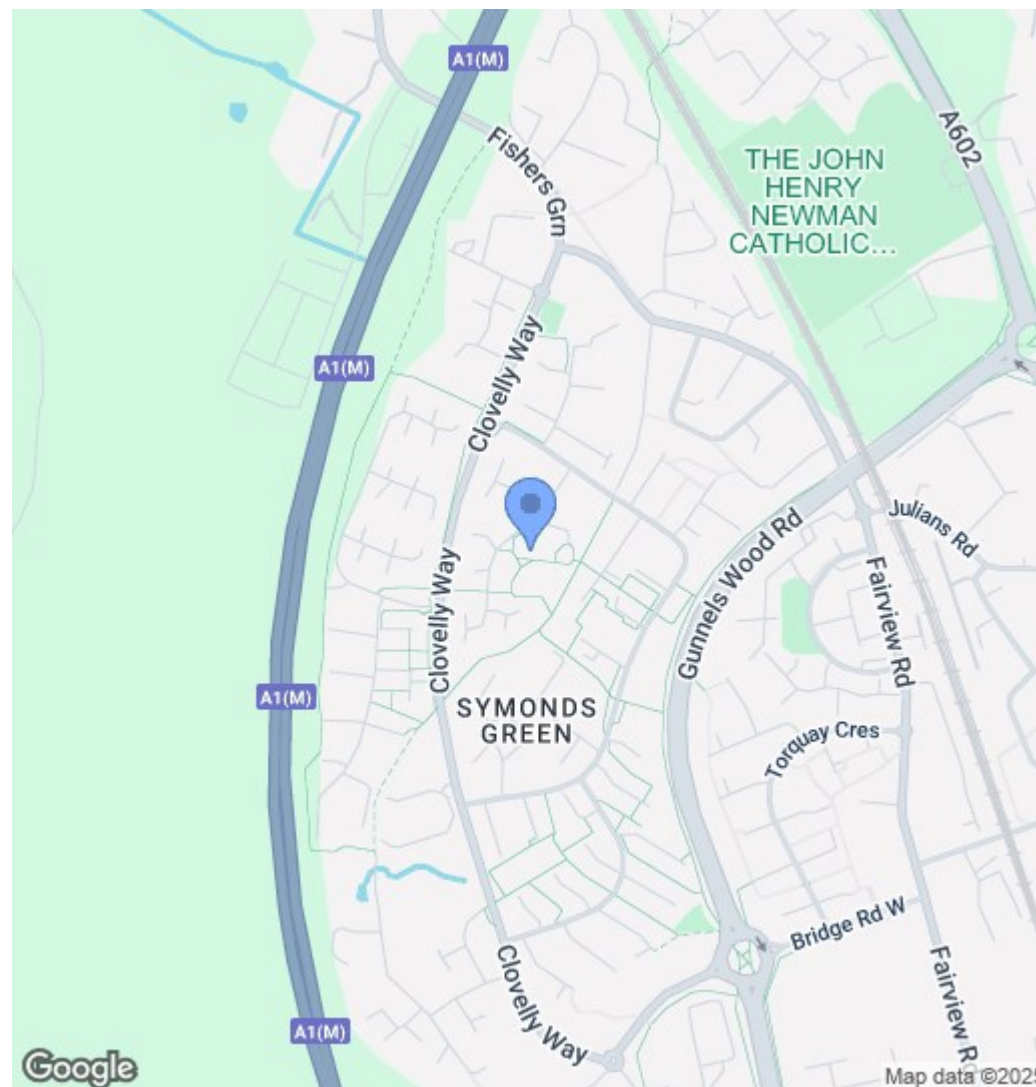 A1(M)
Fishers Grn
A602
THE JOHN
HENRY
NEWMAN
CATHOLIC...
A1(M)
Clovelly Way
Julians Rd
Gunnels Wood Rd
Clovelly Way
Fairview Rd
A1(M)
SYMONDS
GREEN
Torquay Cres
Bridge Rd W
Clovelly Way
Fairview R
A1(M)
Google
Map data ©202